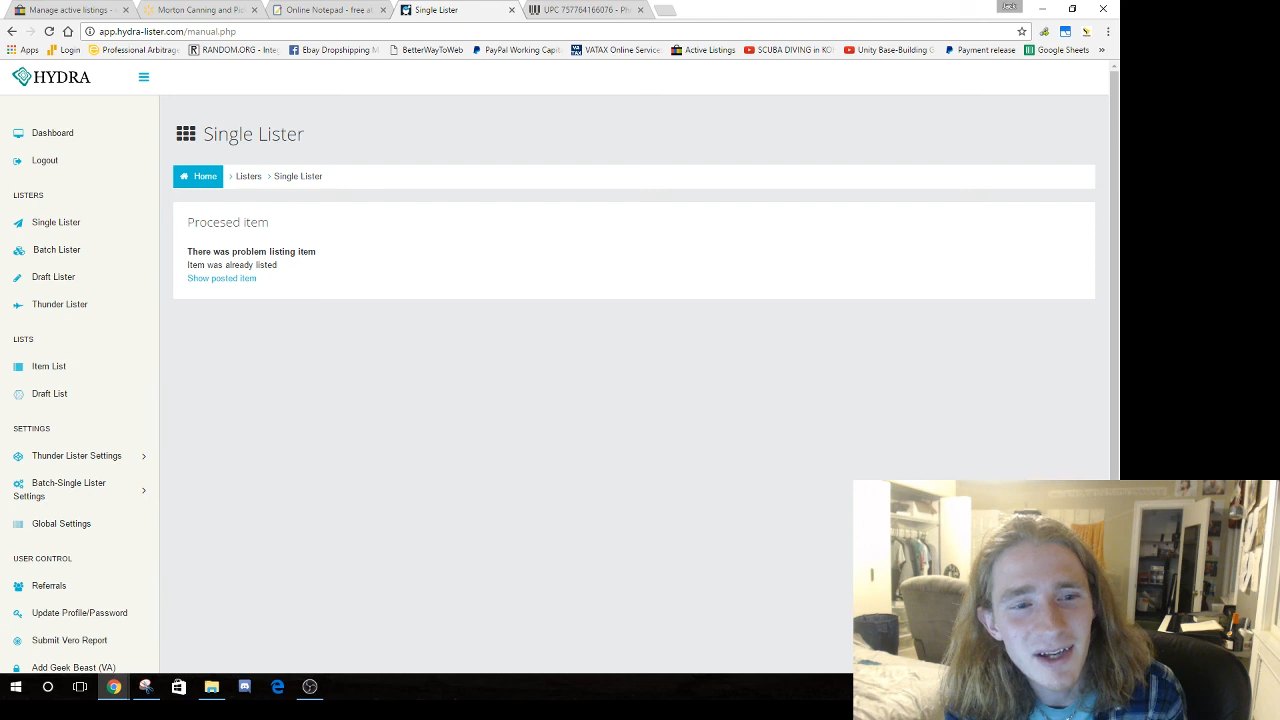 Manage active listings -
Morton Canning and Pic
Online Notepad - free o
Single Lister
UPC 757764166076 - Ph
app.hydra-lister.com/manual.php
Apps
Login
Professional Arbitrag
RANDOM.ORG - Int
Ebay Dropshipping M
BetterWayToWeb
PayPal Working Capit
VATAX Online Service
Active Listings
SCUBA DIVING in KO
Unity Base-Building G
Payment release
Google Sheets
HYDRA
Dashboard
Logout
LISTERS
Single Lister
Batch Lister
Draft Lister
Thunder Lister
LISTS
Item List
Draft List
SETTINGS
Thunder Lister Settings
Batch-Single Lister
Settings
Global Settings
USER CONTROL
Referrals
Update Profile/Password
Submit Vero Report
Add Geek Beast (VA)
Single Lister
Home > Listers > Single Lister
Procesed item
There was problem listing item
Item was already listed
Show posted item